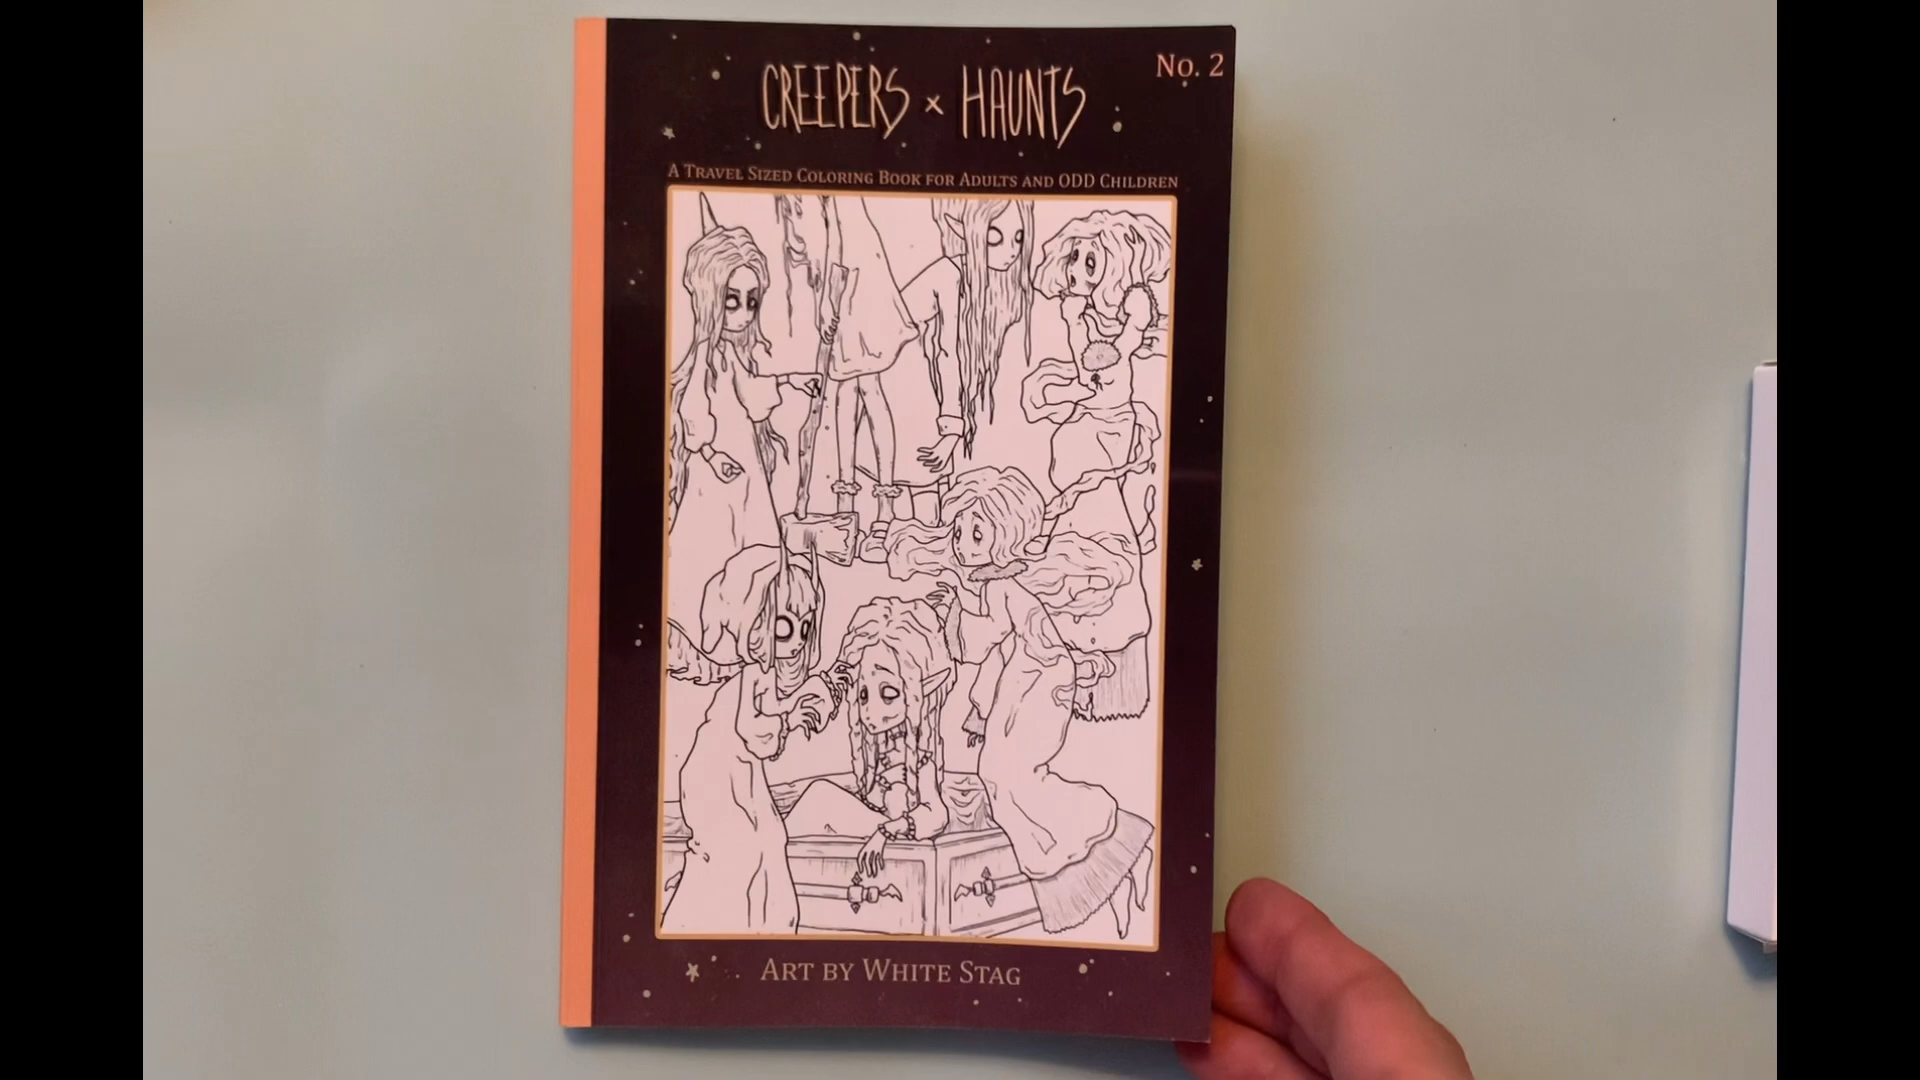 No. 2
CREEPERS x HAUNTS
A TRAVEL SIZED COLORING BOOK FOR ADULTS AND ODD CHILDREN
ART BY WHITE STAG